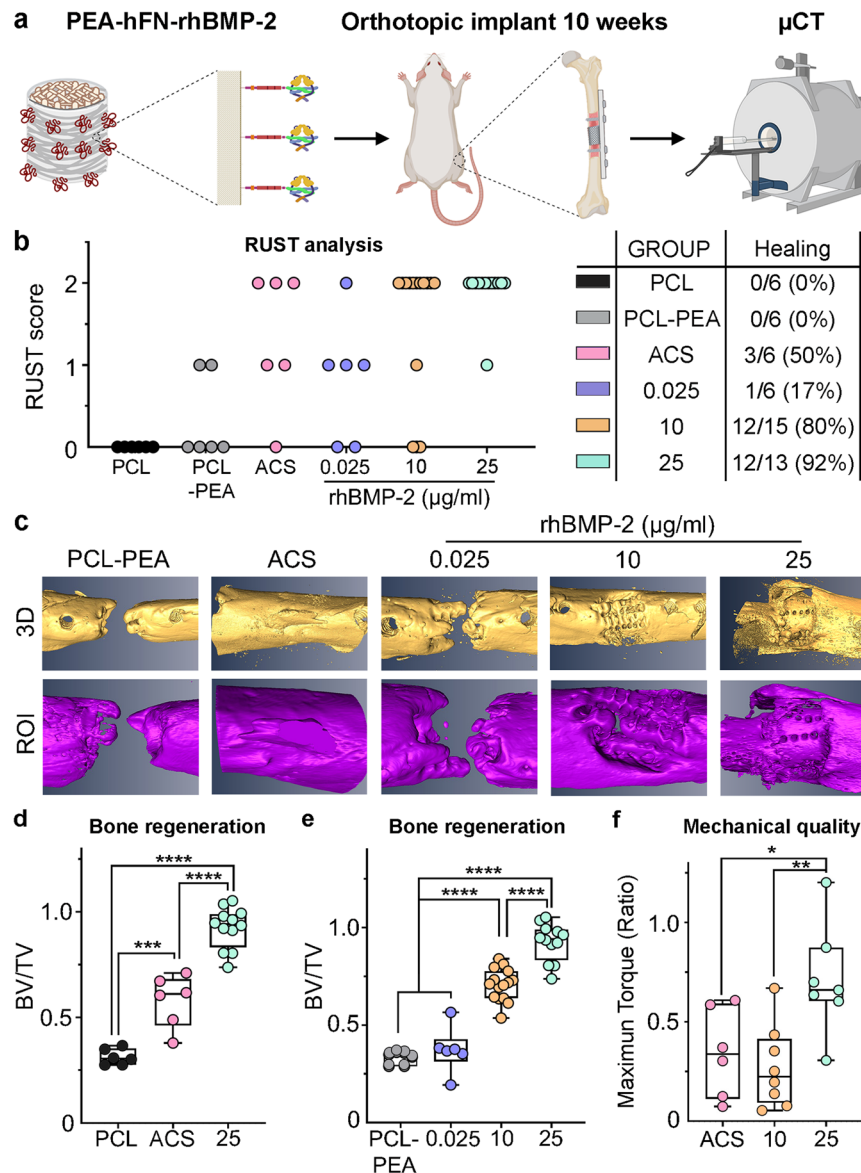 a PEA-hFN-rhBMP-2 Orthotopic implant 10 weeks µCT
b RUST analysis
RUST score
2
1
0
PCL PCL-PEA ACS 0.025 10 25
rhBMP-2 (µg/ml)
GROUP Healing
PCL 0/6 (0%)
PCL-PEA 0/6 (0%)
ACS 3/6 (50%)
0.025 1/6 (17%)
10 12/15 (80%)
25 12/13 (92%)
c rhBMP-2 (µg/ml)
PCL-PEA ACS 0.025 10 25
3D
ROI
d Bone regeneration
BV/TV
1.0
0.5
0
****
****
***
PCL ACS 25
e Bone regeneration
BV/TV
1.0
0.5
0
****
**** ****
PCL-PEA 0.025 10 25
f Mechanical quality
Maximun Torque (Ratio)
1.0
0.5
0
*
**
ACS 10 25